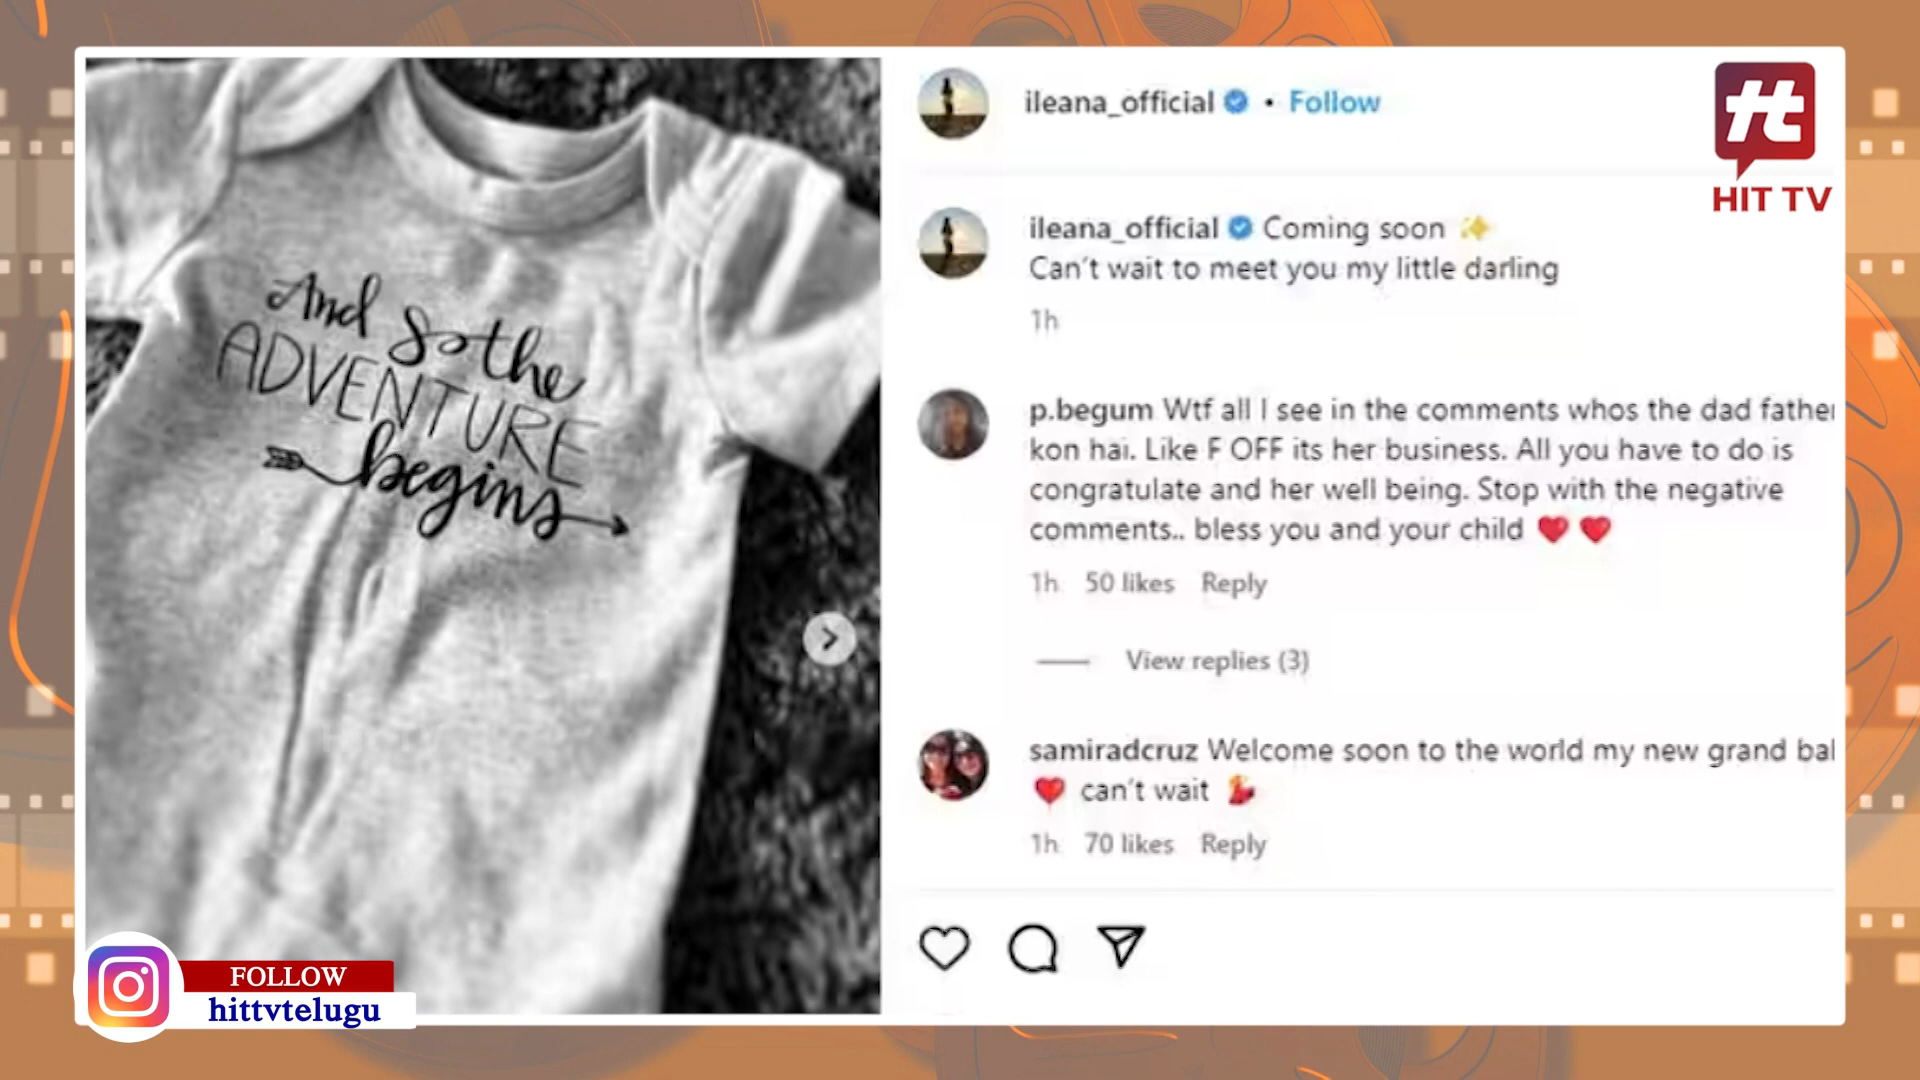 And so the
ADVENTURE
begins
ileana_official • Follow
ileana_official Coming soon
Can't wait to meet you my little darling
1h
p.begum Wtf all I see in the comments whos the dad father
kon hai. Like F OFF its her business. All you have to do is
congratulate and her well being. Stop with the negative
comments.. bless you and your child
1h 50 likes Reply
View replies (3)
samiradcruz Welcome soon to the world my new grand
can't wait
1h 70 likes Reply
tt
HIT TV
FOLLOW
hittvtelugu